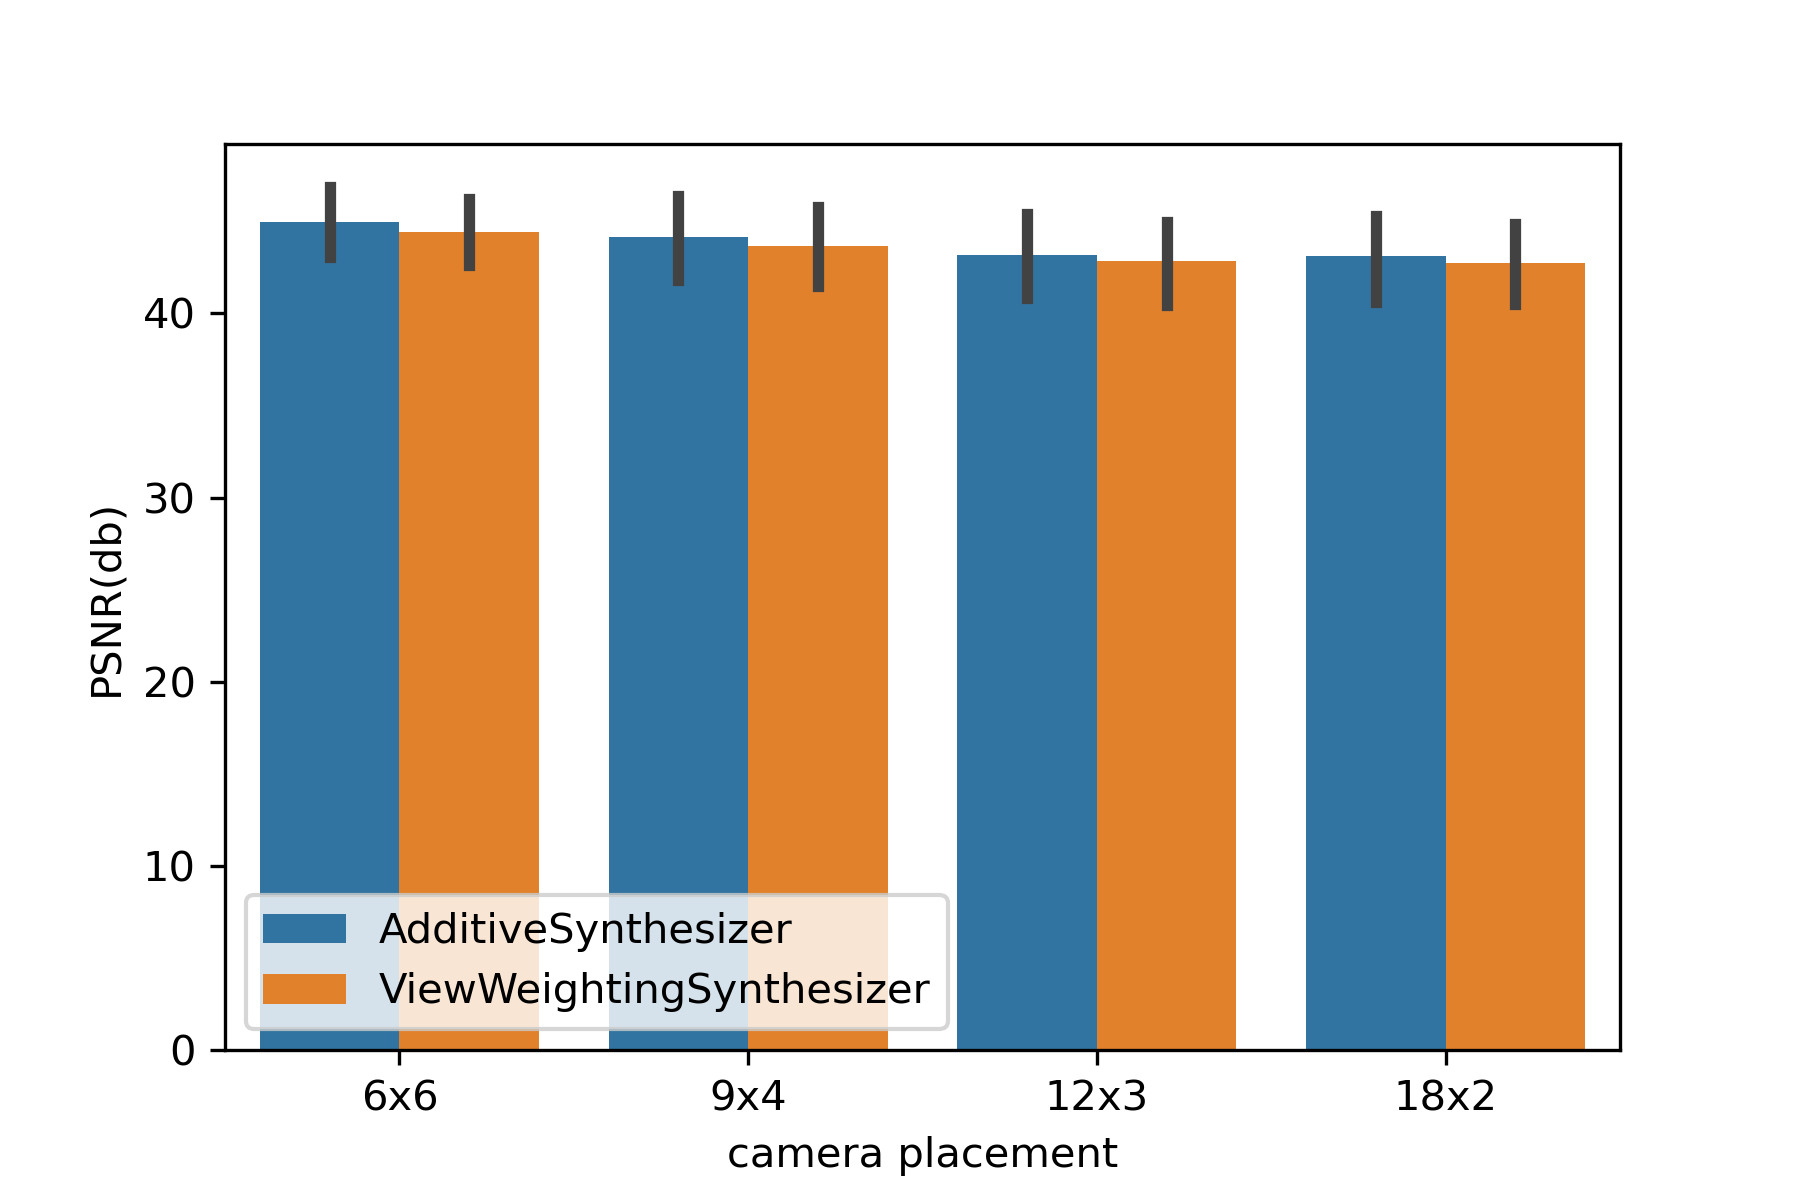 PSNR(db)
40
30
20
10
0
AdditiveSynthesizer
ViewWeightingSynthesizer
6x6 9x4 12x3 18x2
camera placement